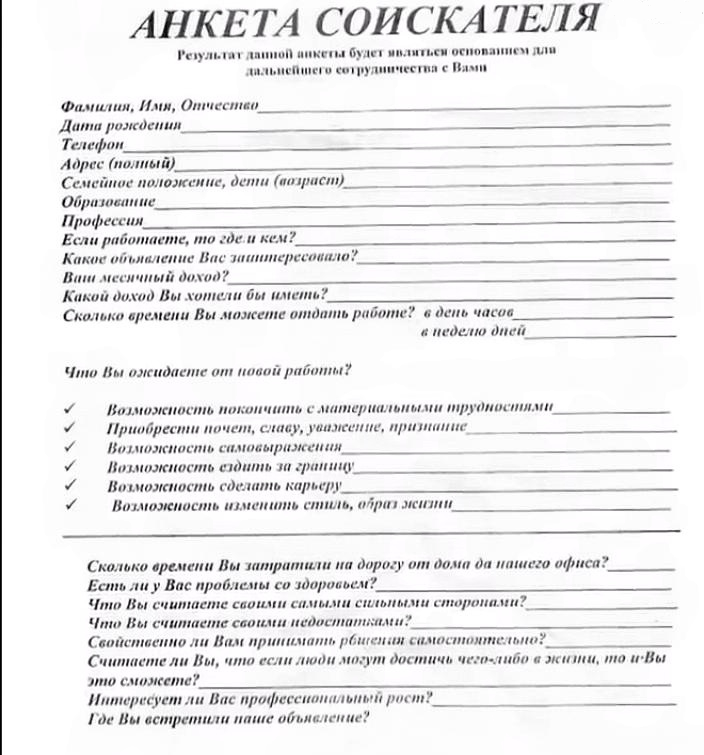 АНКЕТА СОИСКАТЕЛЯ
Результат данной анкеты будет являться основанием для
дальнейшего сотрудничества с Вами
Фамилия, Имя, Отчество
Дата рождения
Телефон
Адрес (полный)
Семейное положение, дети (возраст)
Образование
Профессия
Если работаете, то где и кем?
Какое объявление Вас заинтересовало?
Ваш месячный доход?
Какой доход Вы хотели бы иметь?
Сколько времени Вы можете отдать работе? в день часов
в неделю дней
Что Вы ожидаете от новой работы?
✓ Возможность покончить с материальными трудностями
✓ Приобрести почет, славу, уважение, признание
✓ Возможность самовыражения
✓ Возможность ездить за границу
✓ Возможность сделать карьеру
✓ Возможность изменить стиль, образ жизни
Сколько времени Вы затратили на дорогу от дома да нашего офиса?
Есть ли у Вас проблемы со здоровьем?
Что Вы считаете своими самыми сильными сторонами?
Что Вы считаете своими недостатками?
Свойственно ли Вам принимать рбшения самостоятельно?
Считаете ли Вы, что если люди могут достичь чего-либо в жизни, то и Вы
это сможете?
Интересует ли Вас профессиональный рост?
Где Вы встретили наше объявление?